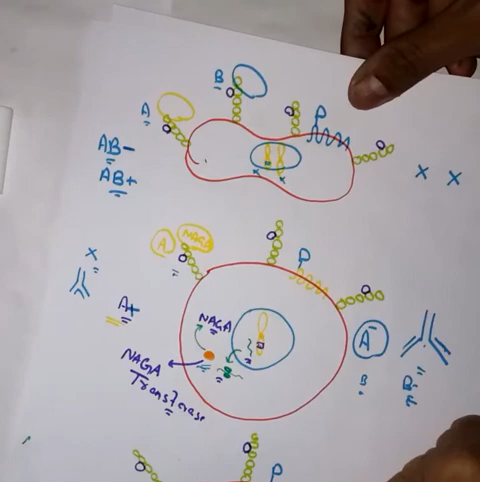 B
A
P
AB-
AB+
x x
A NAGA
P
x
A+
NAGA
A-
NAGA
Transferase
B
B-
P